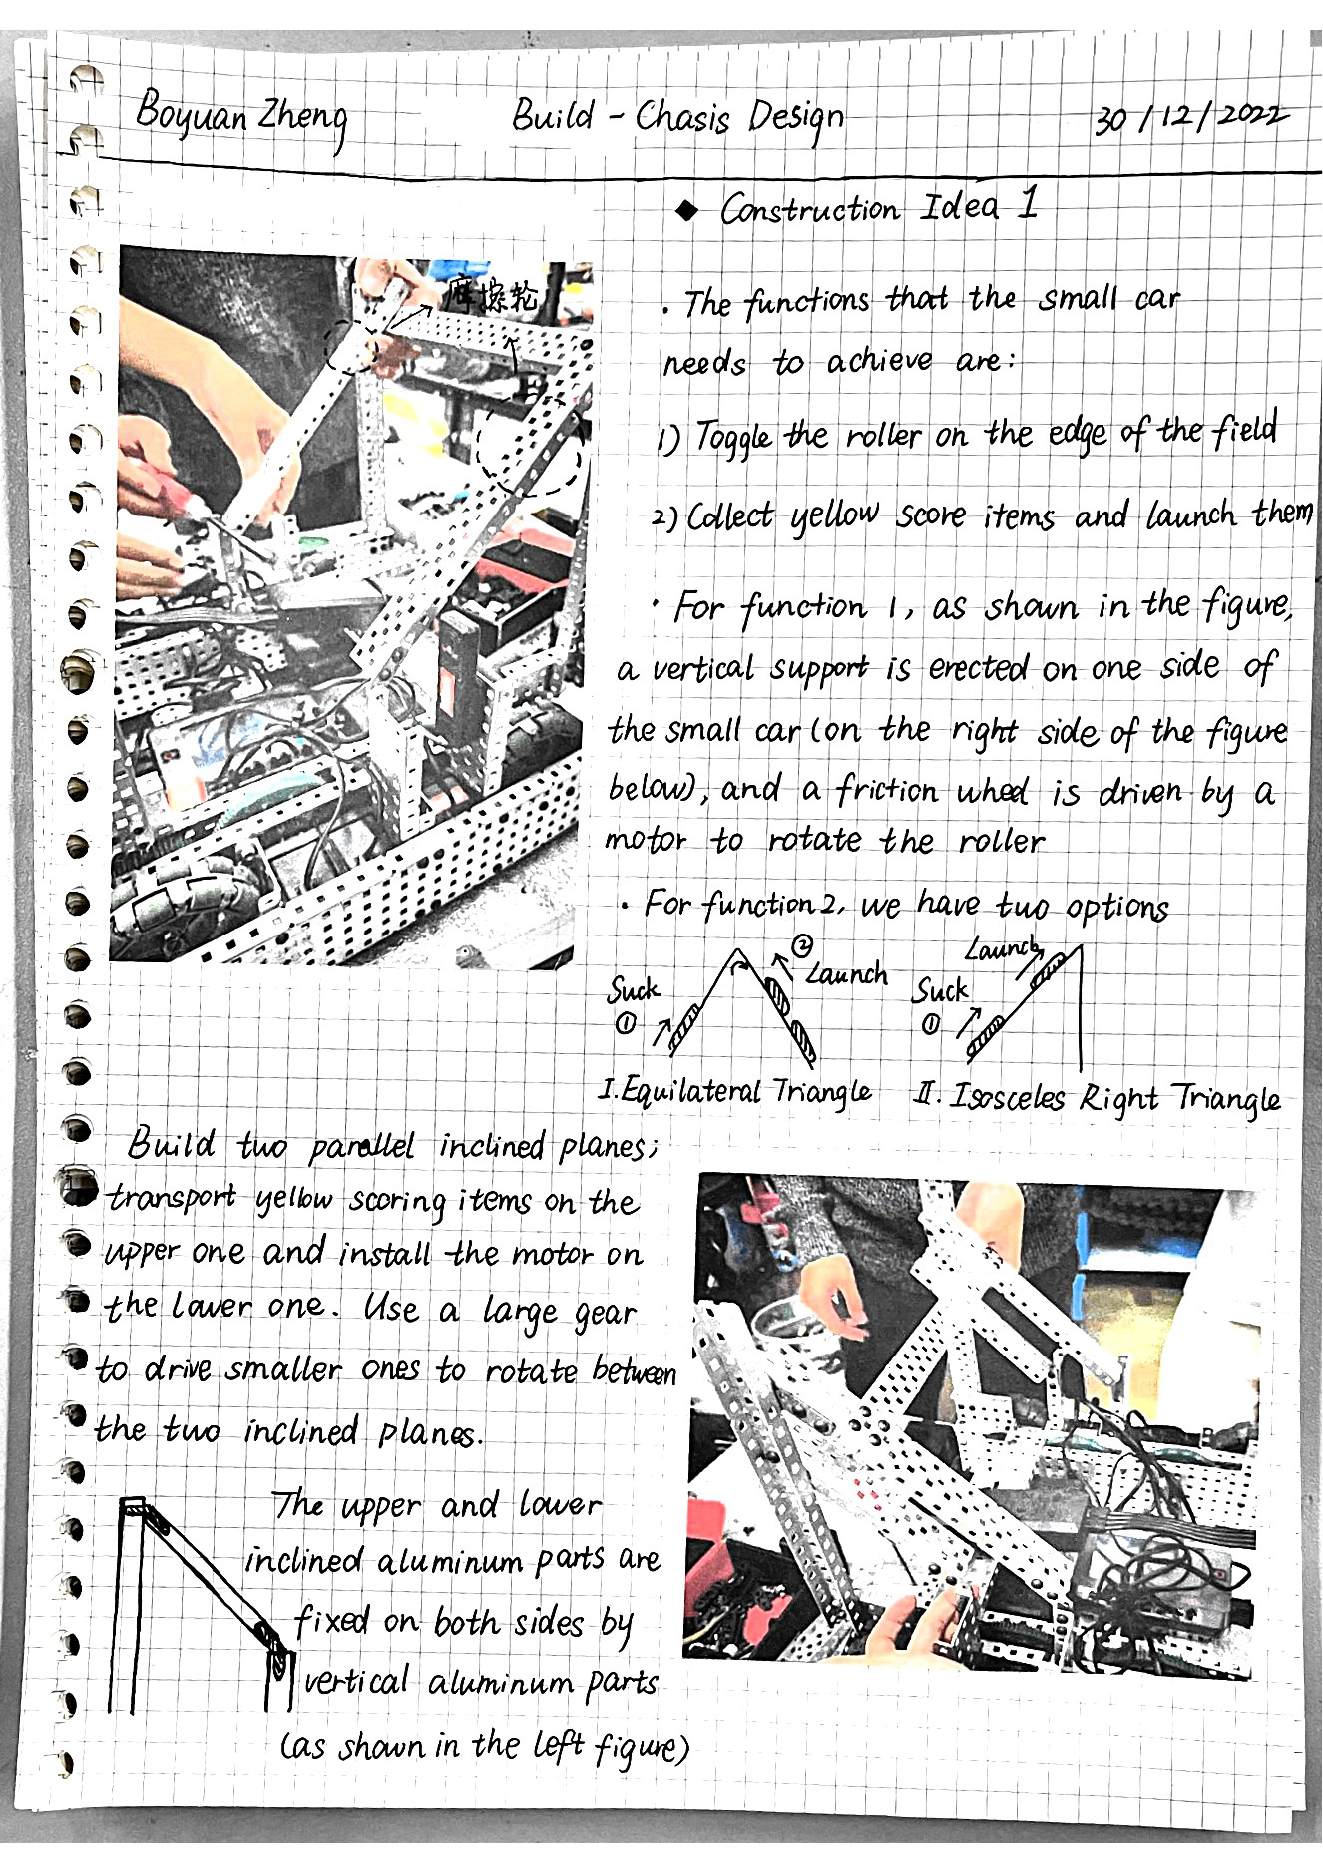 Boyuan Zheng
Build - Chasis Design
30/12/2022
◆ Construction Idea 1
摩擦轮
· The functions that the small car
needs to achieve are:
1) Toggle the roller on the edge of the field
2) Collect yellow score items and launch them
· For function 1, as shown in the figure,
a vertical support is erected on one side of
the small car (on the right side of the figure
below), and a friction wheel is driven by a
motor to rotate the roller
· For function 2, we have two options
Suck
①
②
Launch
I. Equilateral Triangle
Launch
Suck
①
II. Isosceles Right Triangle
Build two parallel inclined planes;
transport yellow scoring items on the
upper one and install the motor on
the lower one. Use a large gear
to drive smaller ones to rotate between
the two inclined planes.
The upper and lower
inclined aluminum parts are
fixed on both sides by
vertical aluminum parts
(as shown in the left figure)